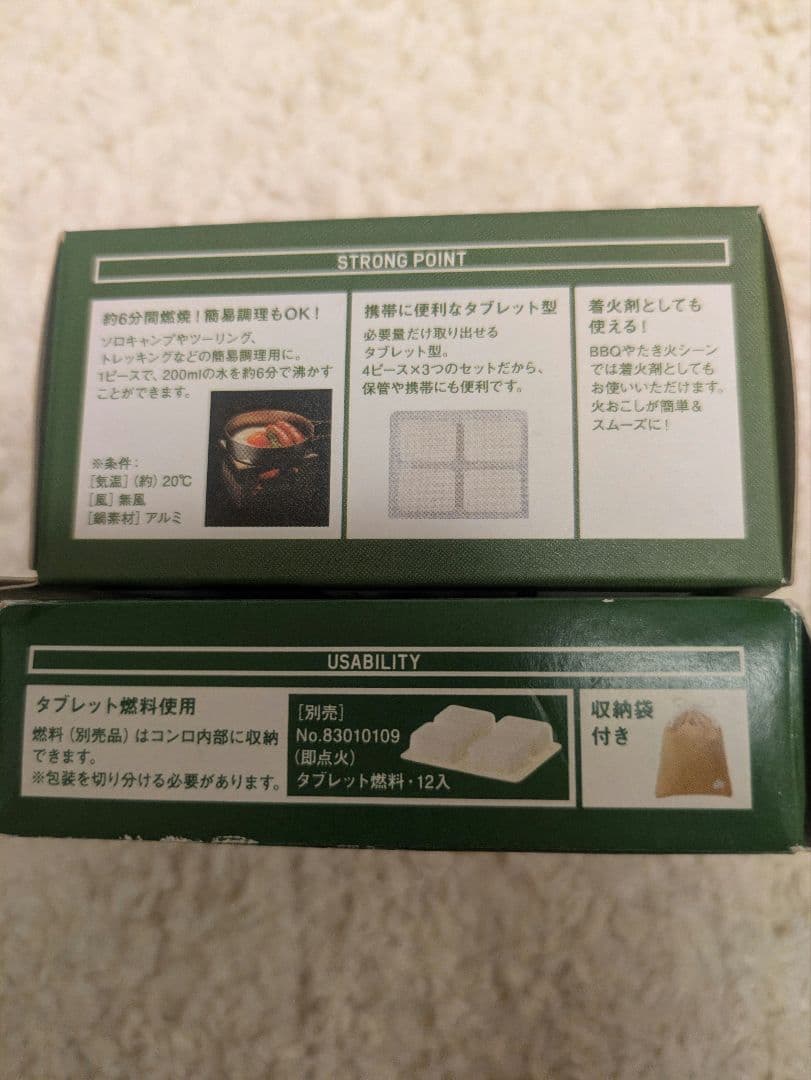 STRONG POINT
約6分間燃焼!簡易調理もOK!
ソロキャンプやツーリング、
トレッキングなどの簡易調理用に。
1ピースで、200mlの水を約6分で沸かす
ことができます。
※条件:
[気温](約)20℃
[風]無風
[鍋素材]アルミ
携帯に便利なタブレット型
必要量だけ取り出せる
タブレット型。
4ピース×3つのセットだから、
保管や携帯にも便利です。
着火剤としても
使える!
BBQやたき火シーン
では着火剤としても
お使いいただけます。
火おこしが簡単&
スムーズに!
USABILITY
タブレット燃料使用
燃料(別売品)はコンロ内部に収納
できます。
※包装を切り分ける必要があります。
[別売]
No.83010109
(即点火)
タブレット燃料・12入
収納袋
付き